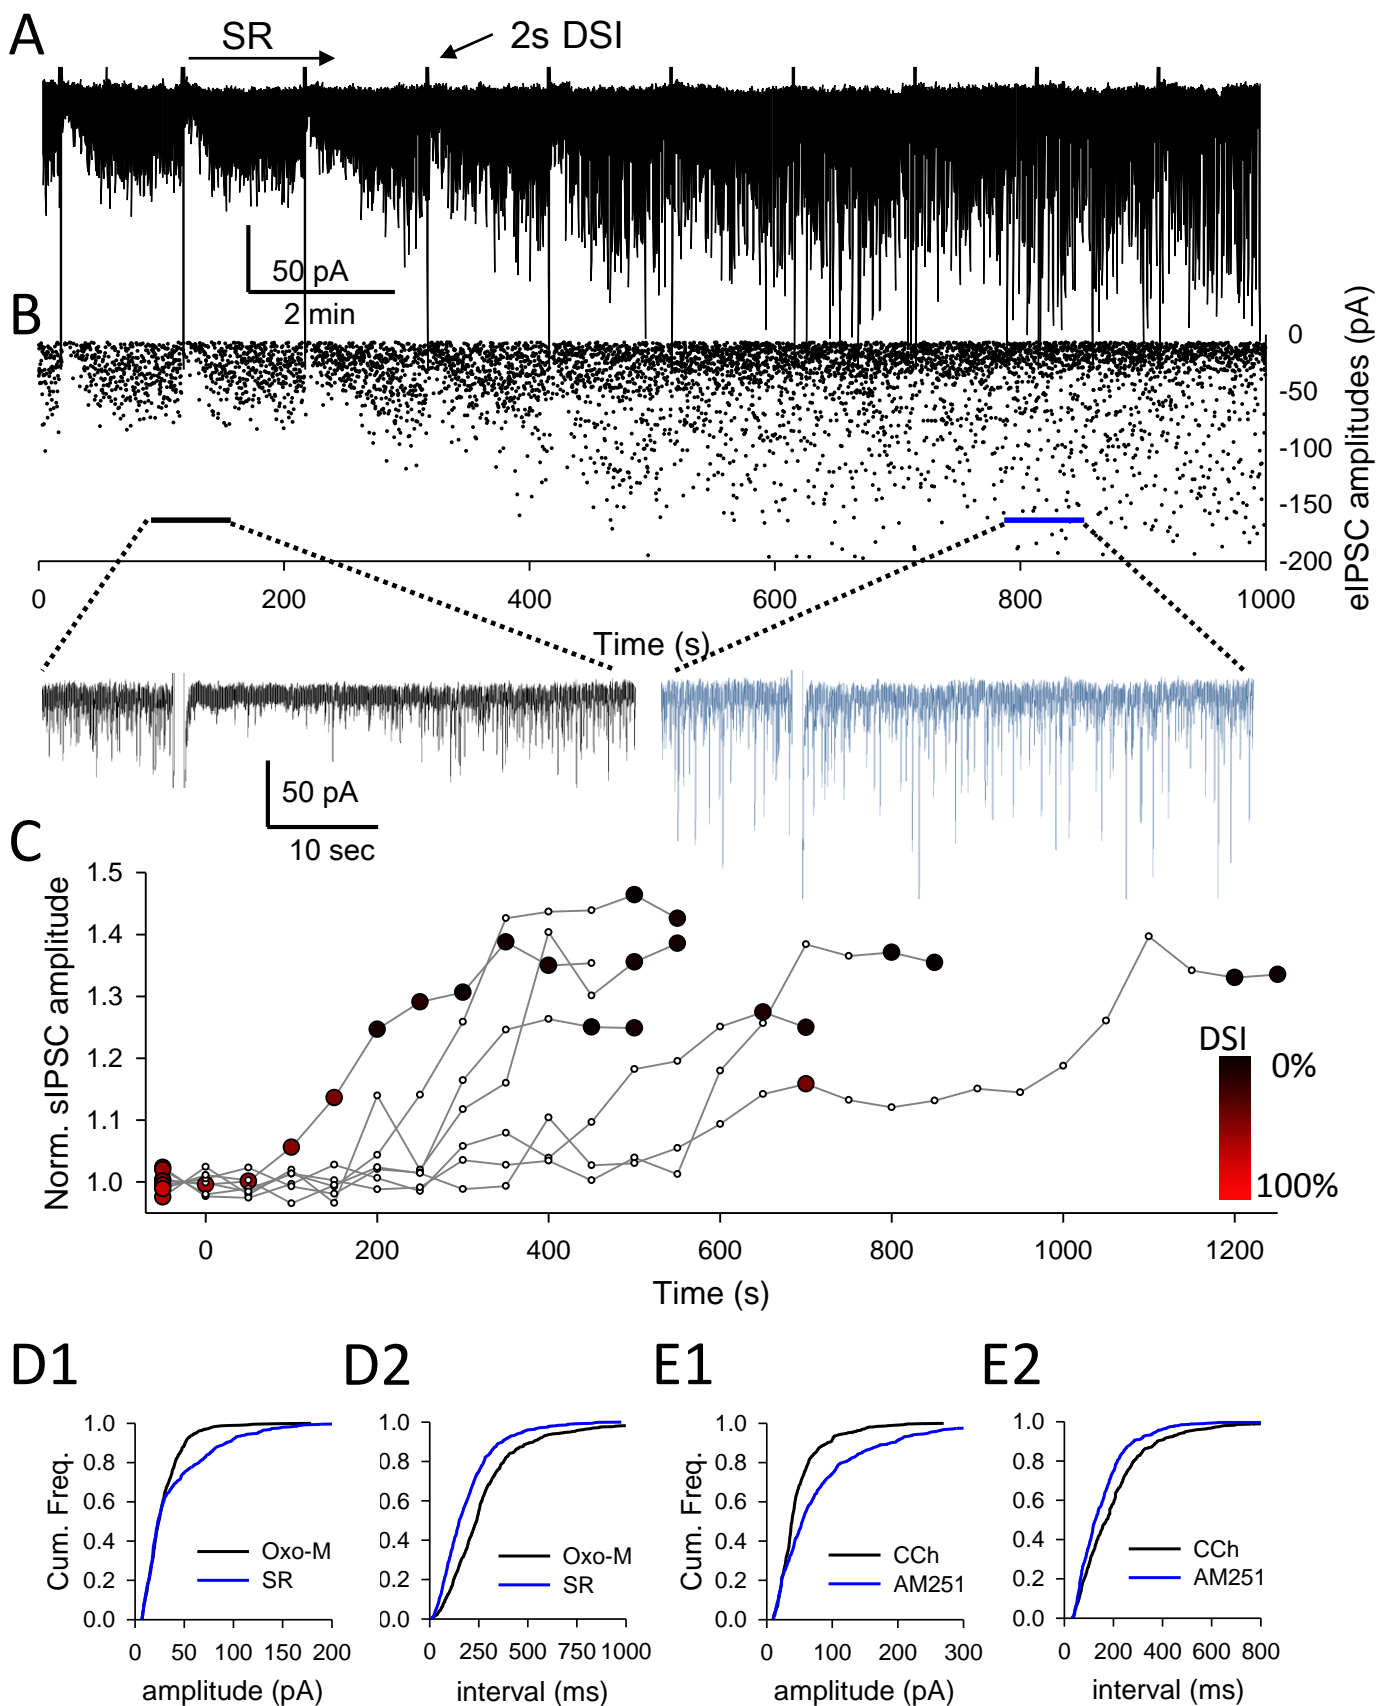 A
SR
2s DSI
50 pA
2 min
B
0
-50
-100
-150
-200
eIPSC amplitudes (pA)
0
200
400
600
800
1000
Time (s)
50 pA
10 sec
C
1.5
1.4
1.3
1.2
1.1
1.0
Norm. sIPSC amplitude
DSI
0%
100%
0
200
400
600
800
1000
1200
Time (s)
D1
1.0
0.8
0.6
0.4
0.2
0.0
Cum. Freq.
Oxo-M
SR
0
50
100
150
200
amplitude (pA)
D2
1.0
0.8
0.6
0.4
0.2
0.0
Oxo-M
SR
0
250
500
750
1000
interval (ms)
E1
1.0
0.8
0.6
0.4
0.2
0.0
Cum. Freq.
CCh
AM251
0
100
200
300
amplitude (pA)
E2
1.0
0.8
0.6
0.4
0.2
0.0
CCh
AM251
0
200
400
600
800
interval (ms)